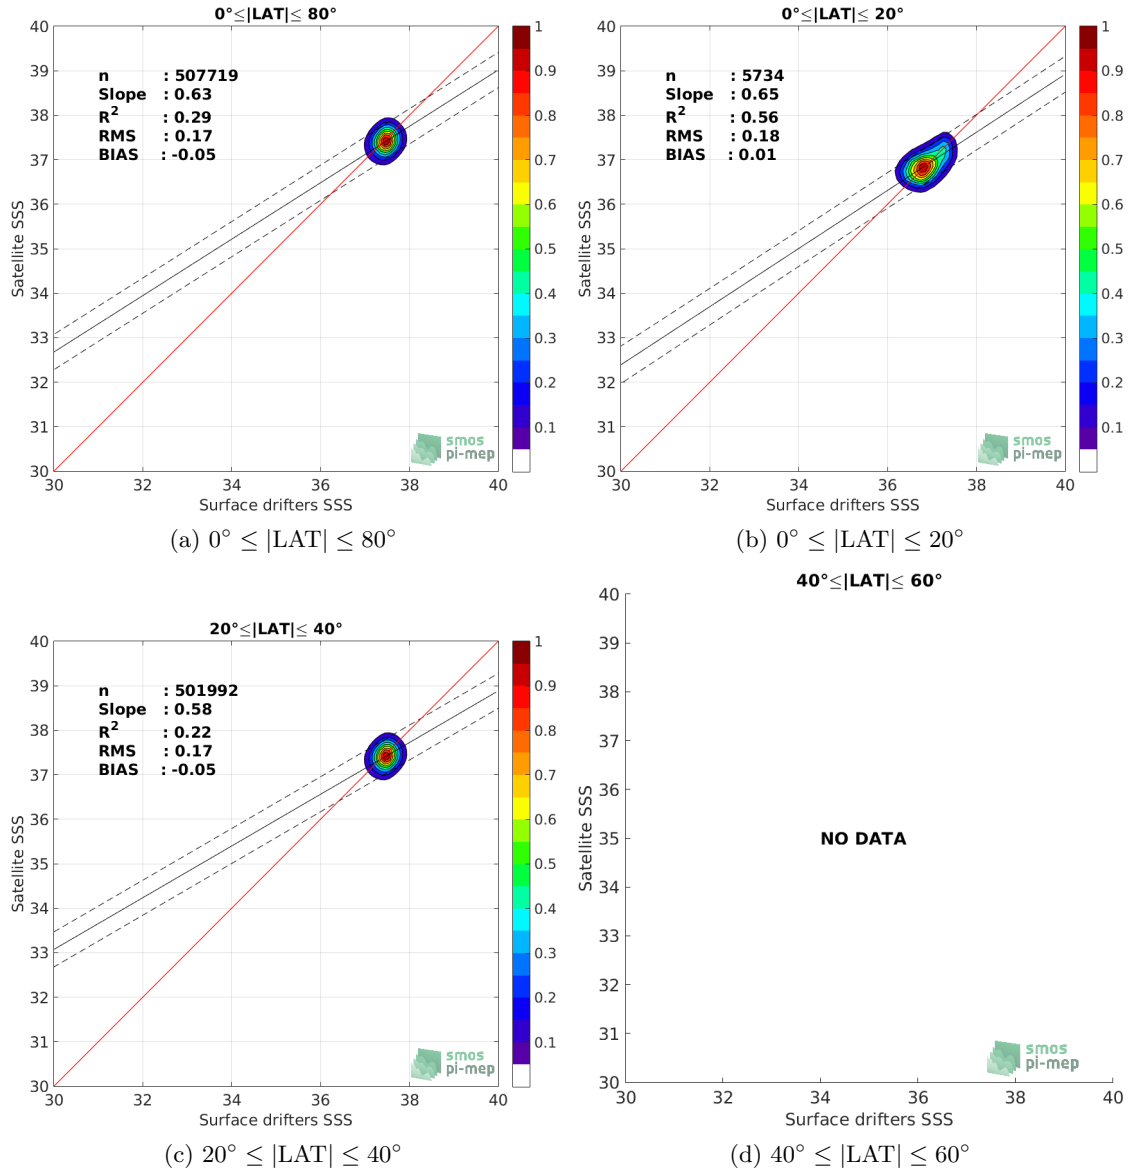 0°≤|LAT|≤ 80°
40
39
38
37
36
35
34
33
32
31
30
Satellite SSS
n : 507719
Slope : 0.63
R2 : 0.29
RMS : 0.17
BIAS : -0.05
smos
pi-mep
30 32 34 36 38 40
Surface drifters SSS
1
0.9
0.8
0.7
0.6
0.5
0.4
0.3
0.2
0.1
(a) 0° ≤ |LAT| ≤ 80°
0°≤|LAT|≤ 20°
40
39
38
37
36
35
34
33
32
31
30
Satellite SSS
n : 5734
Slope : 0.65
R2 : 0.56
RMS : 0.18
BIAS : 0.01
smos
pi-mep
30 32 34 36 38 40
Surface drifters SSS
1
0.9
0.8
0.7
0.6
0.5
0.4
0.3
0.2
0.1
(b) 0° ≤ |LAT| ≤ 20°
20°≤|LAT|≤ 40°
40
39
38
37
36
35
34
33
32
31
30
Satellite SSS
n : 501992
Slope : 0.58
R2 : 0.22
RMS : 0.17
BIAS : -0.05
smos
pi-mep
30 32 34 36 38 40
Surface drifters SSS
1
0.9
0.8
0.7
0.6
0.5
0.4
0.3
0.2
0.1
(c) 20° ≤ |LAT| ≤ 40°
40°≤|LAT|≤ 60°
40
39
38
37
36
35
34
33
32
31
30
Satellite SSS
NO DATA
smos
pi-mep
30 32 34 36 38 40
Surface drifters SSS
(d) 40° ≤ |LAT| ≤ 60°